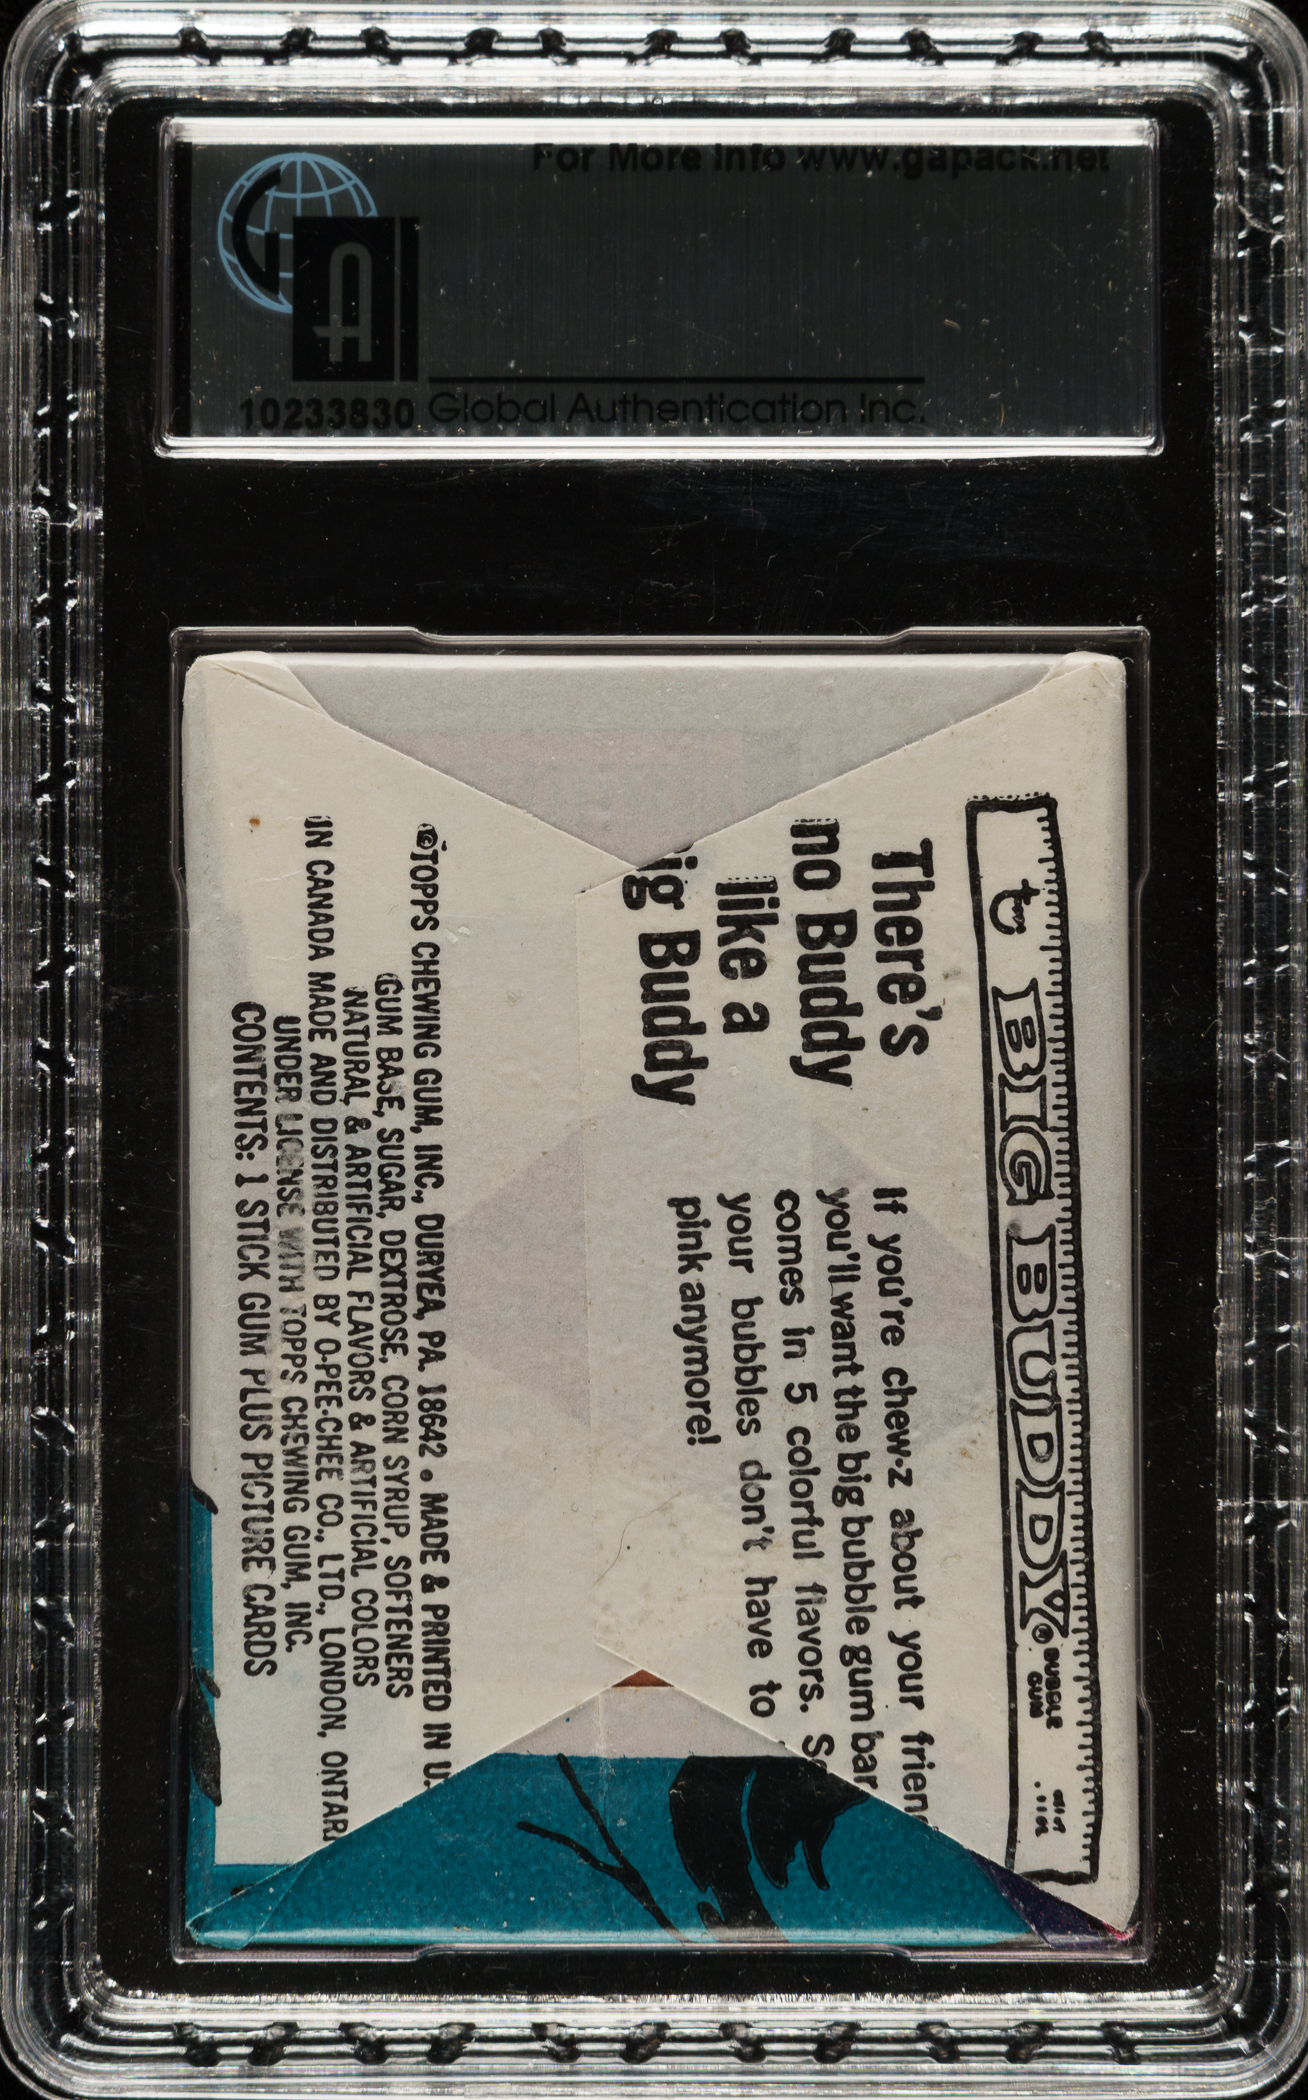 For More Info www.gapack.net
GA
10233830 Global Authentication Inc.
t BIG BUDDY® BUBBLE GUM
There's
no Buddy
like a
ig Buddy
If you're chew-z about your frien
you'll want the big bubble gum bar
comes in 5 colorful flavors. S
your bubbles don't have to
pink anymore!
©TOPPS CHEWING GUM, INC., DURYEA, PA. 18642 • MADE & PRINTED IN U.
GUM BASE, SUGAR, DEXTROSE, CORN SYRUP, SOFTENERS
NATURAL & ARTIFICIAL FLAVORS & ARTIFICIAL COLORS
IN CANADA MADE AND DISTRIBUTED BY O-PEE-CHEE CO., LTD., LONDON, ONTARI
UNDER LICENSE WITH TOPPS CHEWING GUM, INC.
CONTENTS: 1 STICK GUM PLUS PICTURE CARDS